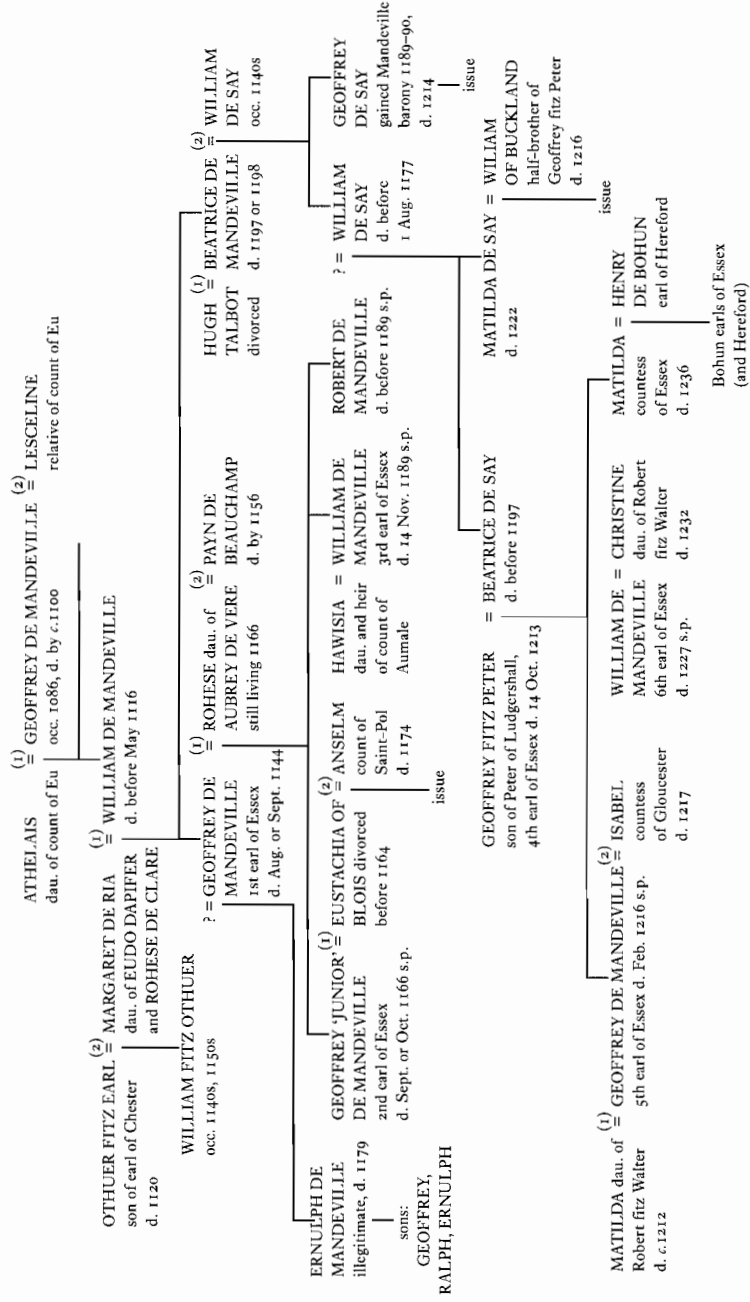 ATHELAIS
dau. of count of Eu
(1)
=
GEOFFREY DE MANDEVILLE
occ. 1086, d. by c.1100
(2)
=
LESCELINE
relative of count of Eu
OTHUER FITZ EARL
son of earl of Chester
d. 1120
(2)
=
MARGARET DE RIA
dau. of EUDO DAPIFER
and ROHESE DE CLARE
(1)
=
WILLIAM DE MANDEVILLE
d. before May 1116
WILLIAM FITZ OTHUER
occ. 1140s, 1150s
? = GEOFFREY DE
MANDEVILLE
1st earl of Essex
d. Aug. or Sept. 1144
(1)
=
ROHESE dau. of
AUBREY DE VERE
still living 1166
(2)
=
PAYN DE
BEAUCHAMP
d. by 1156
HUGH
TALBOT
divorced
(1)
=
BEATRICE DE
MANDEVILLE
d. 1197 or 1198
(2)
=
WILLIAM
DE SAY
occ. 1140s
ERNULPH DE
MANDEVILLE
illegitimate, d. 1179
sons:
GEOFFREY,
RALPH, ERNULPH
GEOFFREY 'JUNIOR'
DE MANDEVILLE
2nd earl of Essex
d. Sept. or Oct. 1166 s.p.
(1)
=
EUSTACHIA OF
BLOIS divorced
before 1164
(2)
=
ANSELM
count of
Saint-Pol
d. 1174
issue
HAWISIA
dau. and heir
of count of
Aumale
=
WILLIAM DE
MANDEVILLE
3rd earl of Essex
d. 14 Nov. 1189 s.p.
ROBERT DE
MANDEVILLE
d. before 1189 s.p.
? = WILLIAM
DE SAY
d. before
1 Aug. 1177
GEOFFREY
DE SAY
gained Mandeville
barony 1189–90,
d. 1214
issue
GEOFFREY FITZ PETER
son of Peter of Ludgershall,
4th earl of Essex d. 14 Oct. 1213
=
BEATRICE DE SAY
d. before 1197
MATILDA DE SAY
d. 1222
=
WILIAM
OF BUCKLAND
half-brother of
Geoffrey fitz Peter
d. 1216
issue
MATILDA dau. of
Robert fitz Walter
d. c.1212
(1)
=
GEOFFREY DE MANDEVILLE
5th earl of Essex d. Feb. 1216 s.p.
(2)
=
ISABEL
countess
of Gloucester
d. 1217
WILLIAM DE
MANDEVILLE
6th earl of Essex
d. 1227 s.p.
=
CHRISTINE
dau. of Robert
fitz Walter
d. 1232
MATILDA
countess
of Essex
d. 1236
=
HENRY
DE BOHUN
earl of Hereford
Bohun earls of Essex
(and Hereford)